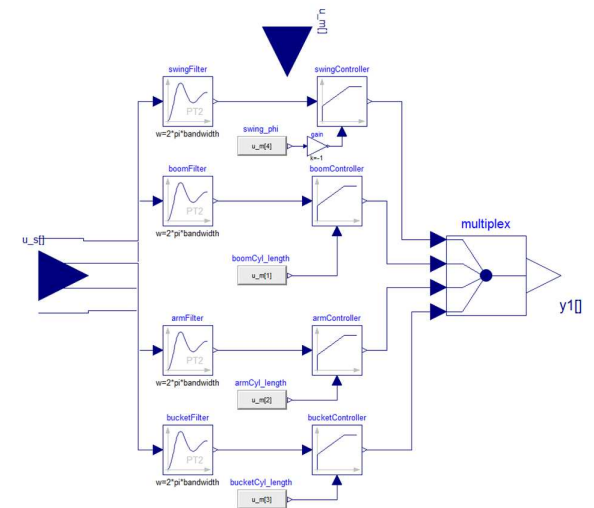 u_m[]
swingFilter
swingController
PT2
w=2*pi*bandwidth
swing_phi
u_m[4]
gain
k=-1
boomFilter
boomController
PT2
w=2*pi*bandwidth
multiplex
u_s[]
boomCyl_length
u_m[1]
y1[]
armFilter
armController
PT2
w=2*pi*bandwidth
armCyl_length
u_m[2]
bucketFilter
bucketController
PT2
w=2*pi*bandwidth
bucketCyl_length
u_m[3]